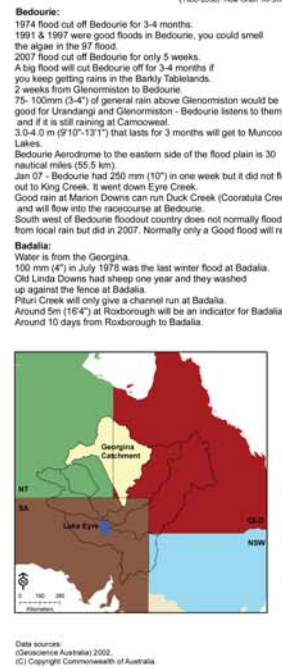 Bedourie:
1974 flood cut off Bedourie for 3-4 months.
1991 & 1997 were good floods in Bedourie, you could smell
the algae in the 97 flood.
2007 flood cut off Bedourie for only 5 weeks.
A big flood will cut Bedourie off for 3-4 months if
you keep getting rains in the Barkly Tablelands.
2 weeks from Glenormiston to Bedourie.
75- 100mm (3-4") of general rain above Glenormiston would be
good for Urandangi and Glenormiston - Bedourie listens to them
and if it is still raining at Camooweal.
3.0-4.0 m (9'10"-13'1") that lasts for 3 months will get to Muncoo
Lakes.
Bedourie Aerodrome to the eastern side of the flood plain is 30
nautical miles (55.5 km).
Jan 07 - Bedourie had 250 mm (10") in one week but it did not fl
out to King Creek. It went down Eyre Creek.
Good rain at Marion Downs can run Duck Creek (Cooratula Cree
and will flow into the racecourse at Bedourie.
South west of Bedourie floodout country does not normally flood
from local rain but did in 2007. Normally only a Good flood will re
Badalia:
Water is from the Georgina.
100 mm (4") in July 1978 was the last winter flood at Badalia.
Old Linda Downs had sheep one year and they washed
up against the fence at Badalia.
Pituri Creek will only give a channel run at Badalia.
Around 5m (16'4") at Roxborough will be an indicator for Badalia
Around 10 days from Roxborough to Badalia.
Georgina
Catchment
NT
SA
Lake Eyre
QLD
NSW
Kilometers
Data sources:
(Geoscience Australia) 2002.
(C) Copyright Commonwealth of Australia.